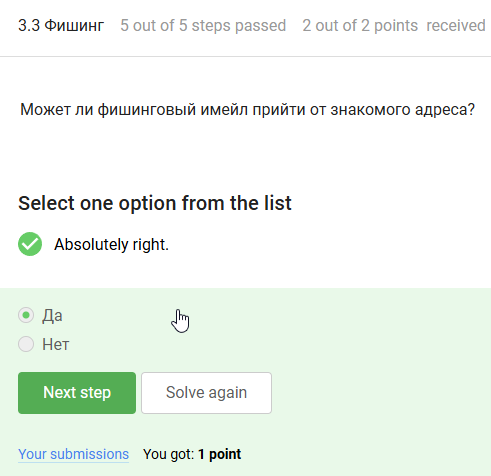 3.3 Фишинг 5 out of 5 steps passed 2 out of 2 points received
Может ли фишинговый имейл прийти от знакомого адреса?
Select one option from the list
Absolutely right.
Да
Нет
Next step Solve again
Your submissions You got: 1 point